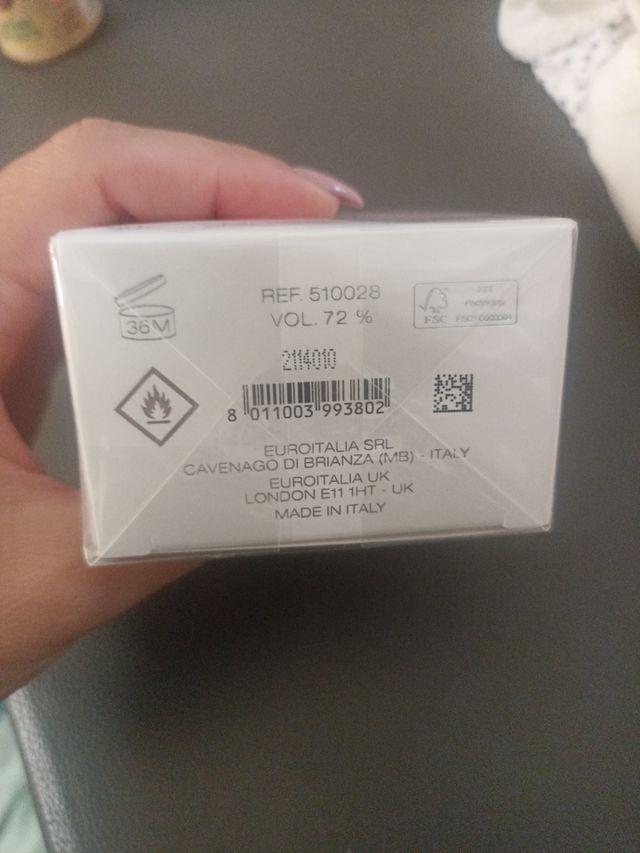 36M
REF. 510028
VOL. 72 %
FSC
2114010
8 011003 993802
EUROITALIA SRL
CAVENAGO DI BRIANZA (MB) - ITALY
EUROITALIA UK
LONDON E11 1HT - UK
MADE IN ITALY